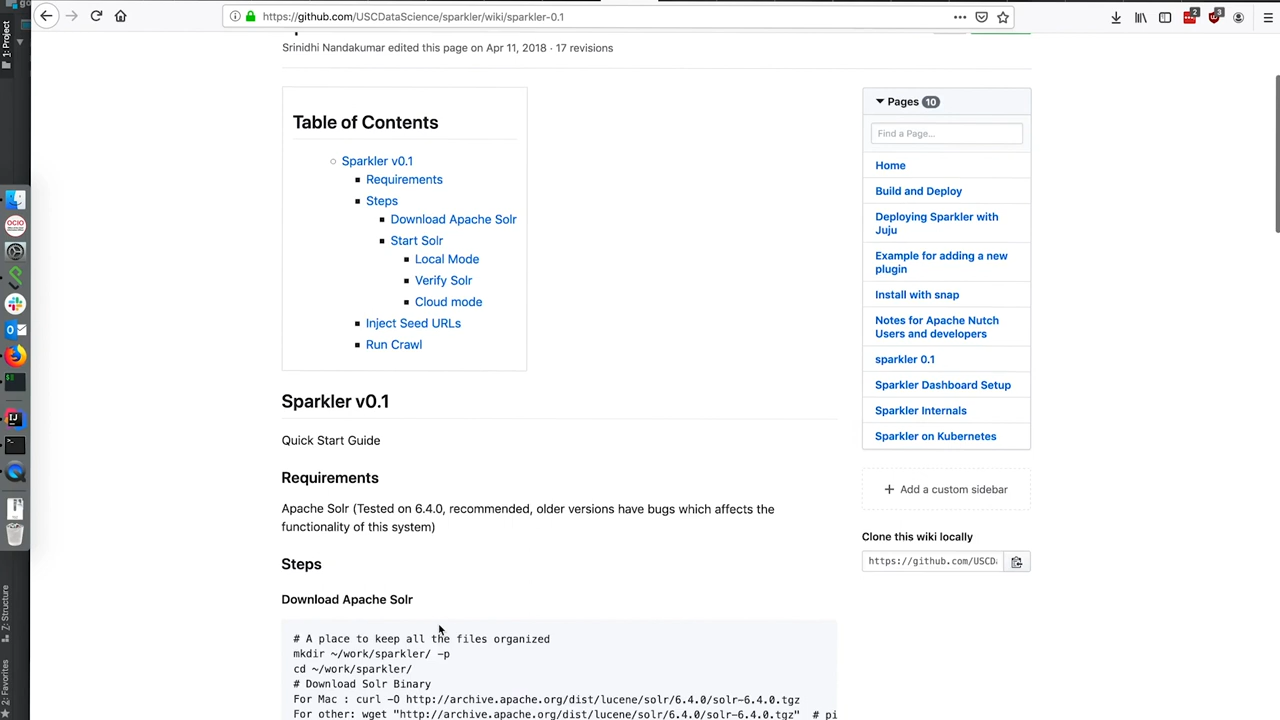 1: Project
https://github.com/USCDataScience/sparkler/wiki/sparkler-0.1
2
3
Srinidhi Nandakumar edited this page on Apr 11, 2018 · 17 revisions
Table of Contents
Sparkler v0.1
Requirements
Steps
Download Apache Solr
Start Solr
Local Mode
Verify Solr
Cloud mode
Inject Seed URLs
Run Crawl
Pages 10
Find a Page…
Home
Build and Deploy
Deploying Sparkler with
Juju
Example for adding a new
plugin
Install with snap
Notes for Apache Nutch
Users and developers
sparkler 0.1
Sparkler Dashboard Setup
Sparkler Internals
Sparkler on Kubernetes
Add a custom sidebar
Clone this wiki locally
https://github.com/USCD
Sparkler v0.1
Quick Start Guide
Requirements
Apache Solr (Tested on 6.4.0, recommended, older versions have bugs which affects the
functionality of this system)
Steps
Download Apache Solr
# A place to keep all the files organized
mkdir ~/work/sparkler/ -p
cd ~/work/sparkler/
# Download Solr Binary
For Mac : curl -O http://archive.apache.org/dist/lucene/solr/6.4.0/solr-6.4.0.tgz
For other: wget "http://archive.apache.org/dist/lucene/solr/6.4.0/solr-6.4.0.tgz" # pi
OCIO
Z: Structure
2: Favorites